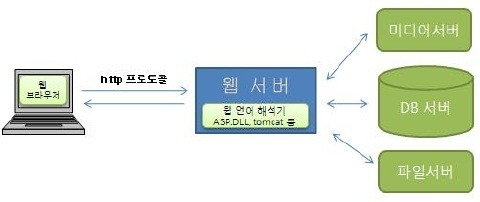 웹
브라우저
http 프로토콜
웹 서버
웹 언어 해석기
ASP.DLL, tomcat 등
미디어서버
DB 서버
파일서버